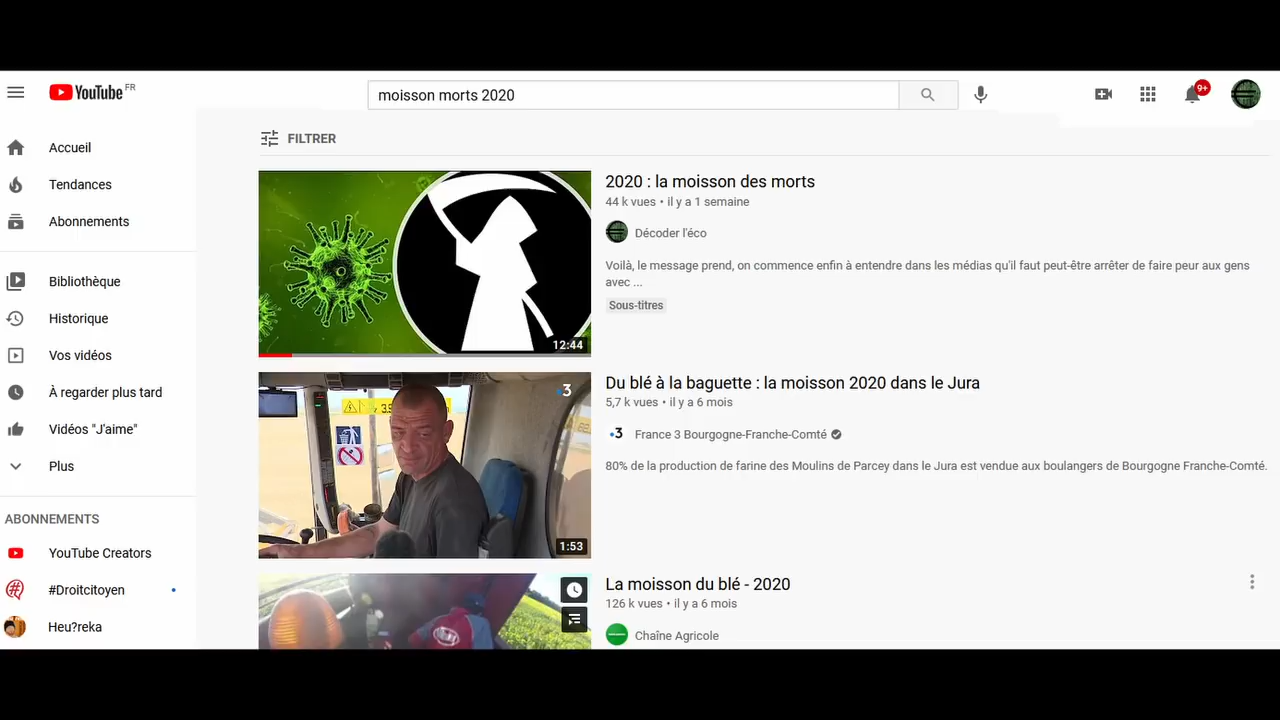 YouTube FR
moisson morts 2020
9+
Accueil
Tendances
Abonnements
Bibliothèque
Historique
Vos vidéos
À regarder plus tard
Vidéos "J'aime"
Plus
ABONNEMENTS
YouTube Creators
#Droitcitoyen
Heu?reka
FILTRER
12:44
2020 : la moisson des morts
44 k vues • il y a 1 semaine
Décoder l'éco
Voilà, le message prend, on commence enfin à entendre dans les médias qu'il faut peut-être arrêter de faire peur aux gens
avec ...
Sous-titres
3
1:53
Du blé à la baguette : la moisson 2020 dans le Jura
5,7 k vues • il y a 6 mois
3 France 3 Bourgogne-Franche-Comté
80% de la production de farine des Moulins de Parcey dans le Jura est vendue aux boulangers de Bourgogne Franche-Comté.
La moisson du blé - 2020
126 k vues • il y a 6 mois
Chaîne Agricole